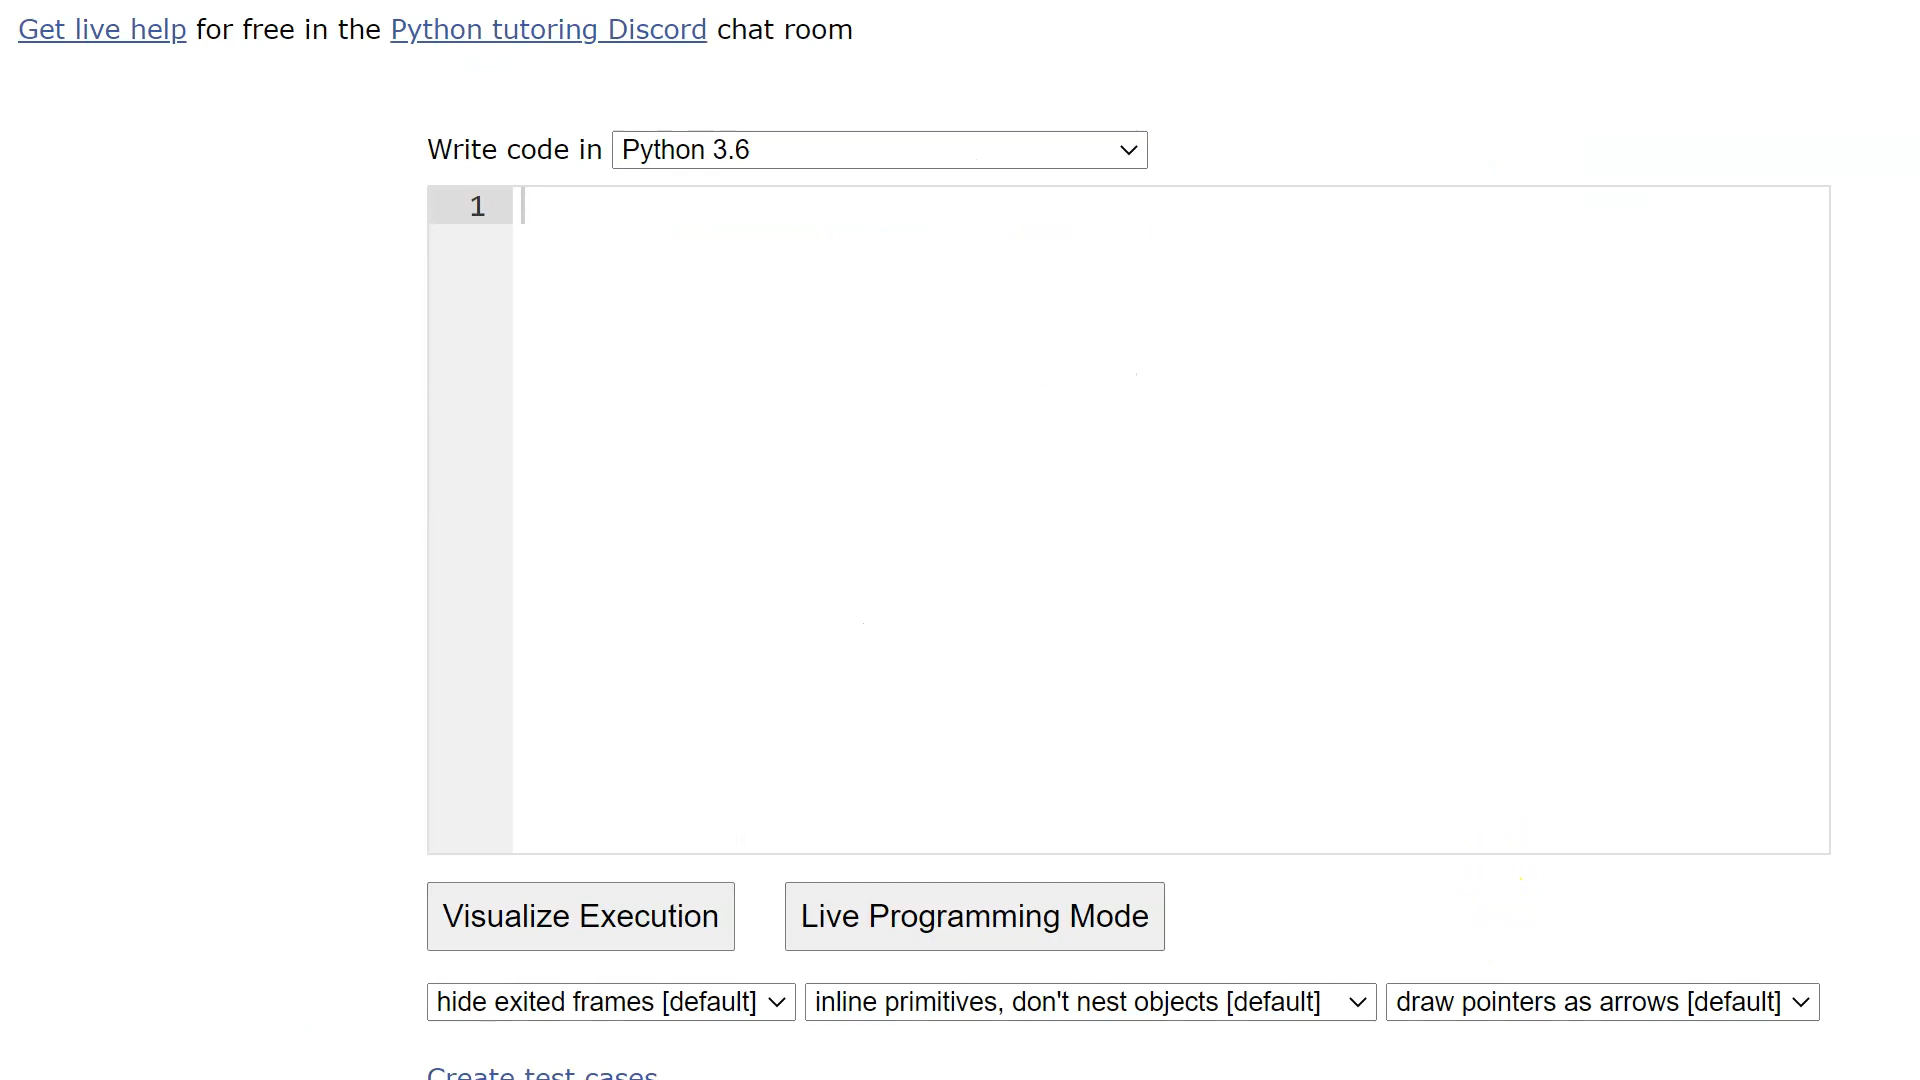 Get live help for free in the Python tutoring Discord chat room
Write code in Python 3.6
1
Visualize Execution Live Programming Mode
hide exited frames [default] inline primitives, don't nest objects [default] draw pointers as arrows [default]
Create test cases